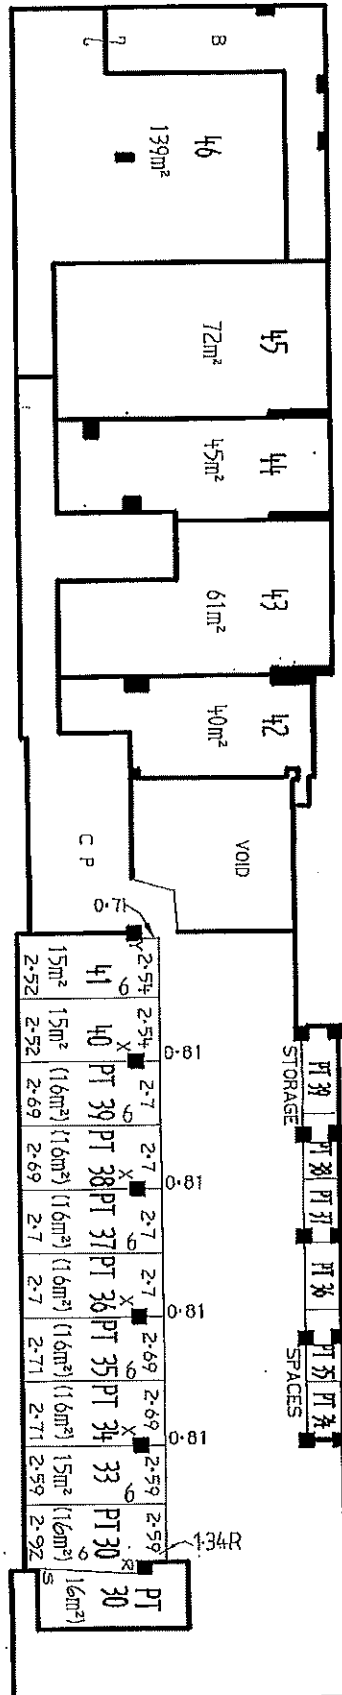 B
46
139m²
45
72m²
44
45m²
43
61m²
42
40m²
VOID
C P
0·71
Y 2·54
41 6
15m²
2·52
2·54
40 X
15m²
2·52
0·81
2·7
PT 39 6
(16m²)
2·69
2·7
PT 38 X
(16m²)
2·69
0·81
2·7
PT 37 6
(16m²)
2·7
2·7
PT 36 X
(16m²)
2·7
0·81
2·69
PT 35 6
(16m²)
2·71
2·69
PT 34 X
(16m²)
2·71
0·81
2·59
33 6
15m²
2·59
2·59
PT 30 6
(16m²)
2·92
1·34R
R
S
PT
30
16m²)
STORAGE SPACES
PT 39
PT 38
PT 37
PT 36
PT 35
PT 34